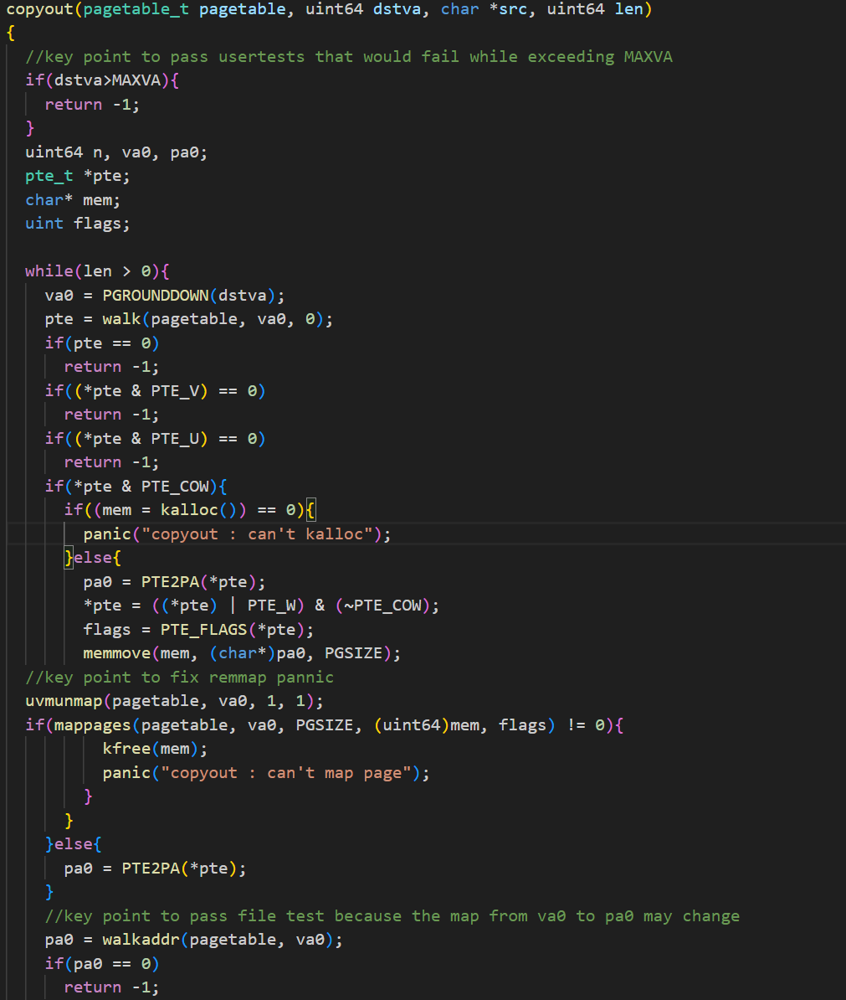 copyout(pagetable_t pagetable, uint64 dstva, char *src, uint64 len)
{
  //key point to pass usertests that would fail while exceeding MAXVA
  if(dstva>MAXVA){
    return -1;
  }
  uint64 n, va0, pa0;
  pte_t *pte;
  char* mem;
  uint flags;

  while(len > 0){
    va0 = PGROUNDDOWN(dstva);
    pte = walk(pagetable, va0, 0);
    if(pte == 0)
      return -1;
    if((*pte & PTE_V) == 0)
      return -1;
    if((*pte & PTE_U) == 0)
      return -1;
    if(*pte & PTE_COW){
      if((mem = kalloc()) == 0){
        panic("copyout : can't kalloc");
      }else{
        pa0 = PTE2PA(*pte);
        *pte = ((*pte) | PTE_W) & (~PTE_COW);
        flags = PTE_FLAGS(*pte);
        memmove(mem, (char*)pa0, PGSIZE);
  //key point to fix remmap pannic
  uvmunmap(pagetable, va0, 1, 1);
  if(mappages(pagetable, va0, PGSIZE, (uint64)mem, flags) != 0){
          kfree(mem);
          panic("copyout : can't map page");
        }
      }
    }else{
      pa0 = PTE2PA(*pte);
    }
    //key point to pass file test because the map from va0 to pa0 may change
    pa0 = walkaddr(pagetable, va0);
    if(pa0 == 0)
      return -1;